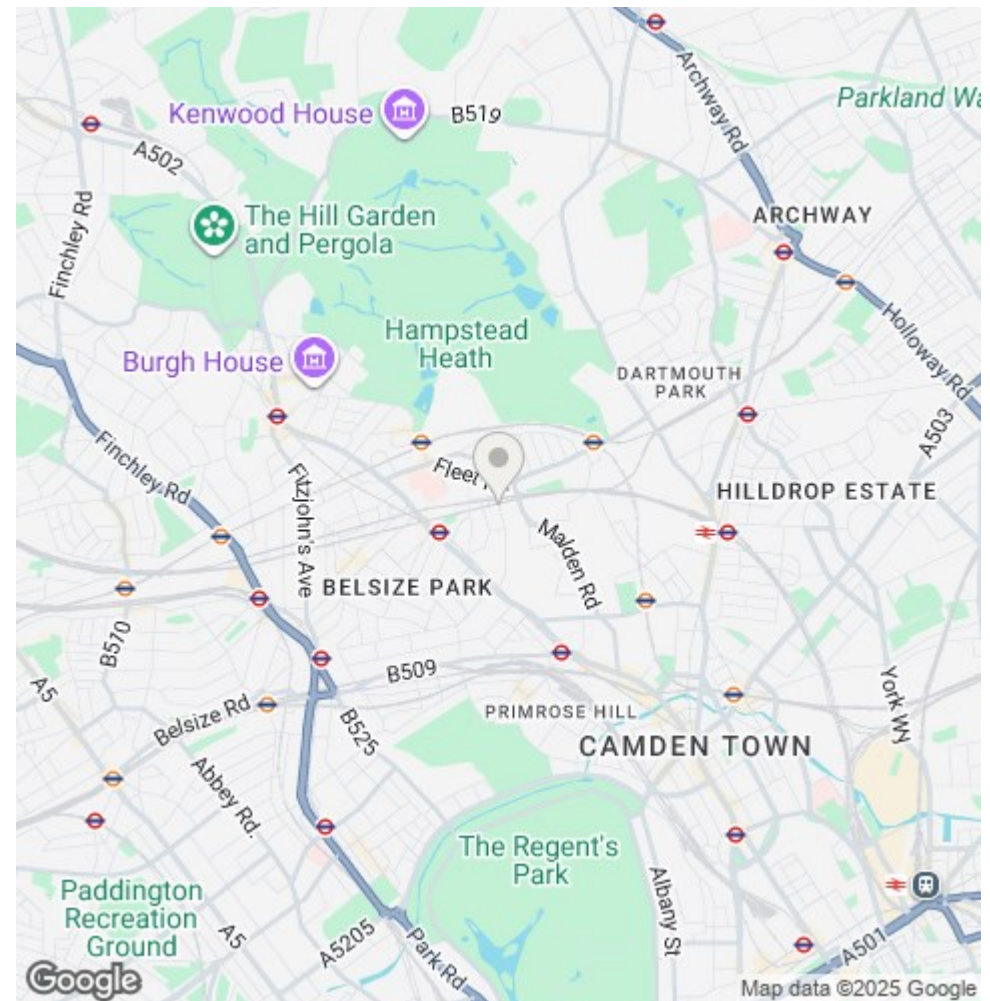 Archway Rd
Kenwood House
B519
Parkland Wa
A502
The Hill Garden
and Pergola
ARCHWAY
Finchley Rd
Holloway Rd
Hampstead
Heath
Burgh House
DARTMOUTH
PARK
A503
Finchley Rd
Fleet
Fitzjohn's Ave
HILLDROP ESTATE
Malden Rd
BELSIZE PARK
B570
B509
A5
York Wy
Belsize Rd
B525
PRIMROSE HILL
CAMDEN TOWN
Abbey Rd.
The Regent's
Park
Albany St
Paddington
Recreation
Ground
A5
A5205
Park Rd
A501
Google
Map data ©2025 Google